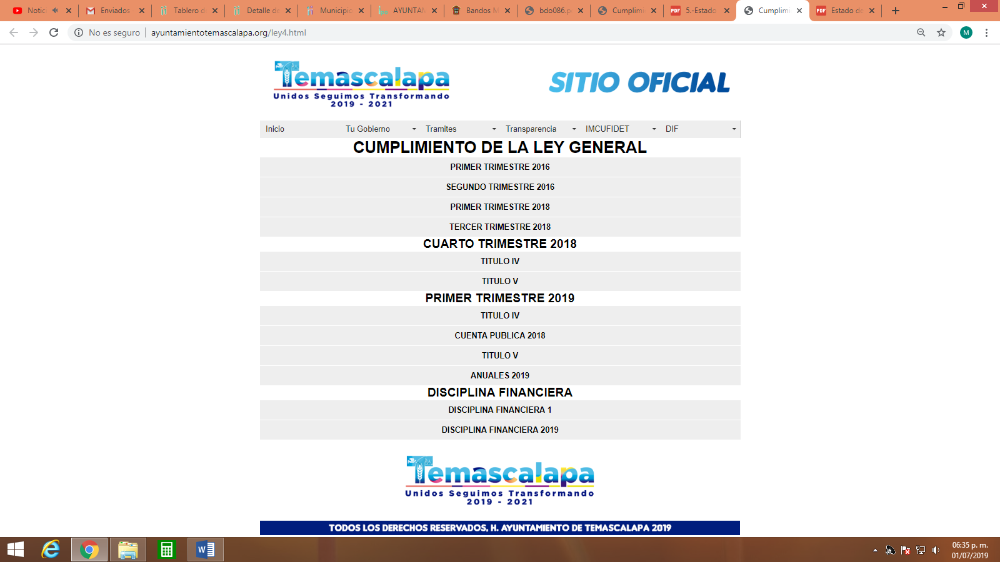 Notici
Enviados
Tablero d
Detalle de
Municipio
AYUNTAM
Bandos M
bdo086.p
Cumplimi
PDF 5.-Estado
Cumplimi
PDF Estado de
No es seguro | ayuntamientotemascalapa.org/ley4.html
M
Temascalapa
Unidos Seguimos Transformando
2019 - 2021
SITIO OFICIAL
Inicio Tu Gobierno Tramites Transparencia IMCUFIDET DIF
CUMPLIMIENTO DE LA LEY GENERAL
PRIMER TRIMESTRE 2016
SEGUNDO TRIMESTRE 2016
PRIMER TRIMESTRE 2018
TERCER TRIMESTRE 2018
CUARTO TRIMESTRE 2018
TITULO IV
TITULO V
PRIMER TRIMESTRE 2019
TITULO IV
CUENTA PUBLICA 2018
TITULO V
ANUALES 2019
DISCIPLINA FINANCIERA
DISCIPLINA FINANCIERA 1
DISCIPLINA FINANCIERA 2019
Temascalapa
Unidos Seguimos Transformando
2019 - 2021
TODOS LOS DERECHOS RESERVADOS, H. AYUNTAMIENTO DE TEMASCALAPA 2019
06:35 p. m.
01/07/2019